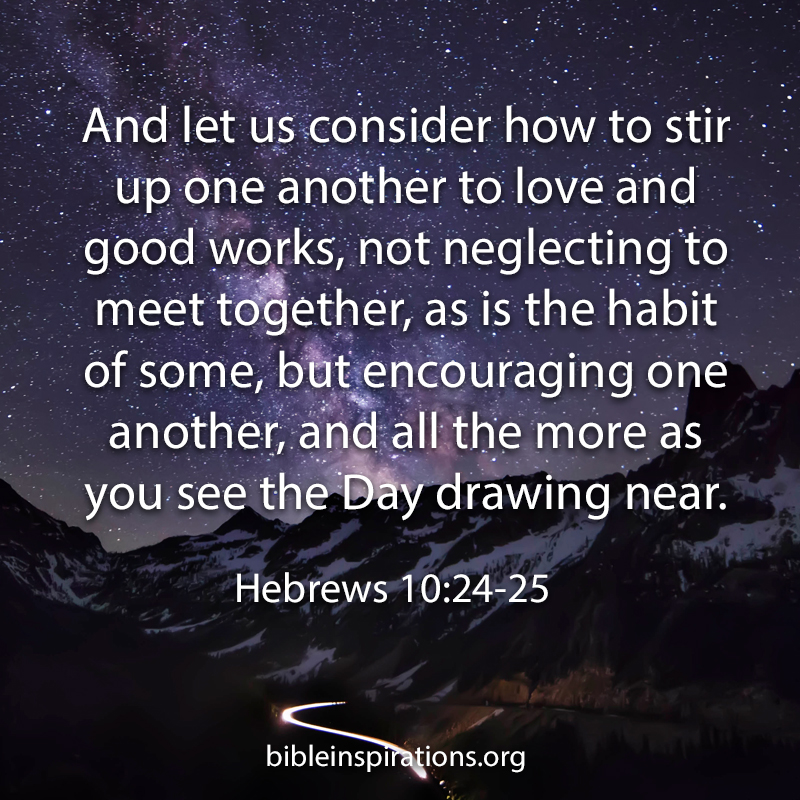 And let us consider how to stir
up one another to love and
good works, not neglecting to
meet together, as is the habit
of some, but encouraging one
another, and all the more as
you see the Day drawing near.
Hebrews 10:24-25
bibleinspirations.org